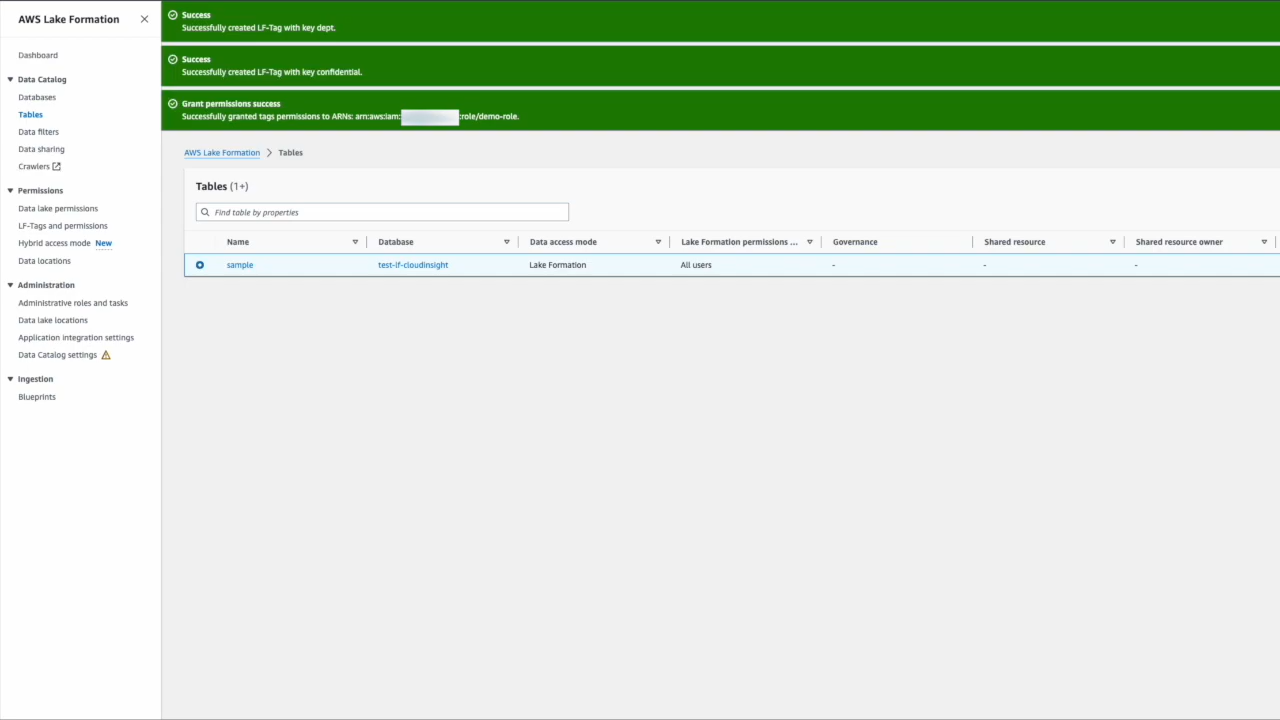 AWS Lake Formation
Dashboard
Data Catalog
Databases
Tables
Data filters
Data sharing
Crawlers
Permissions
Data lake permissions
LF-Tags and permissions
Hybrid access mode New
Data locations
Administration
Administrative roles and tasks
Data lake locations
Application integration settings
Data Catalog settings
Ingestion
Blueprints
Success
Successfully created LF-Tag with key dept.
Success
Successfully created LF-Tag with key confidential.
Grant permissions success
Successfully granted tags permissions to ARNs: arn:aws:iam: :role/demo-role.
AWS Lake Formation > Tables
Tables (1+)
Find table by properties
Name Database Data access mode Lake Formation permissions ... Governance Shared resource Shared resource owner
sample test-lf-cloudinsight Lake Formation All users - - -